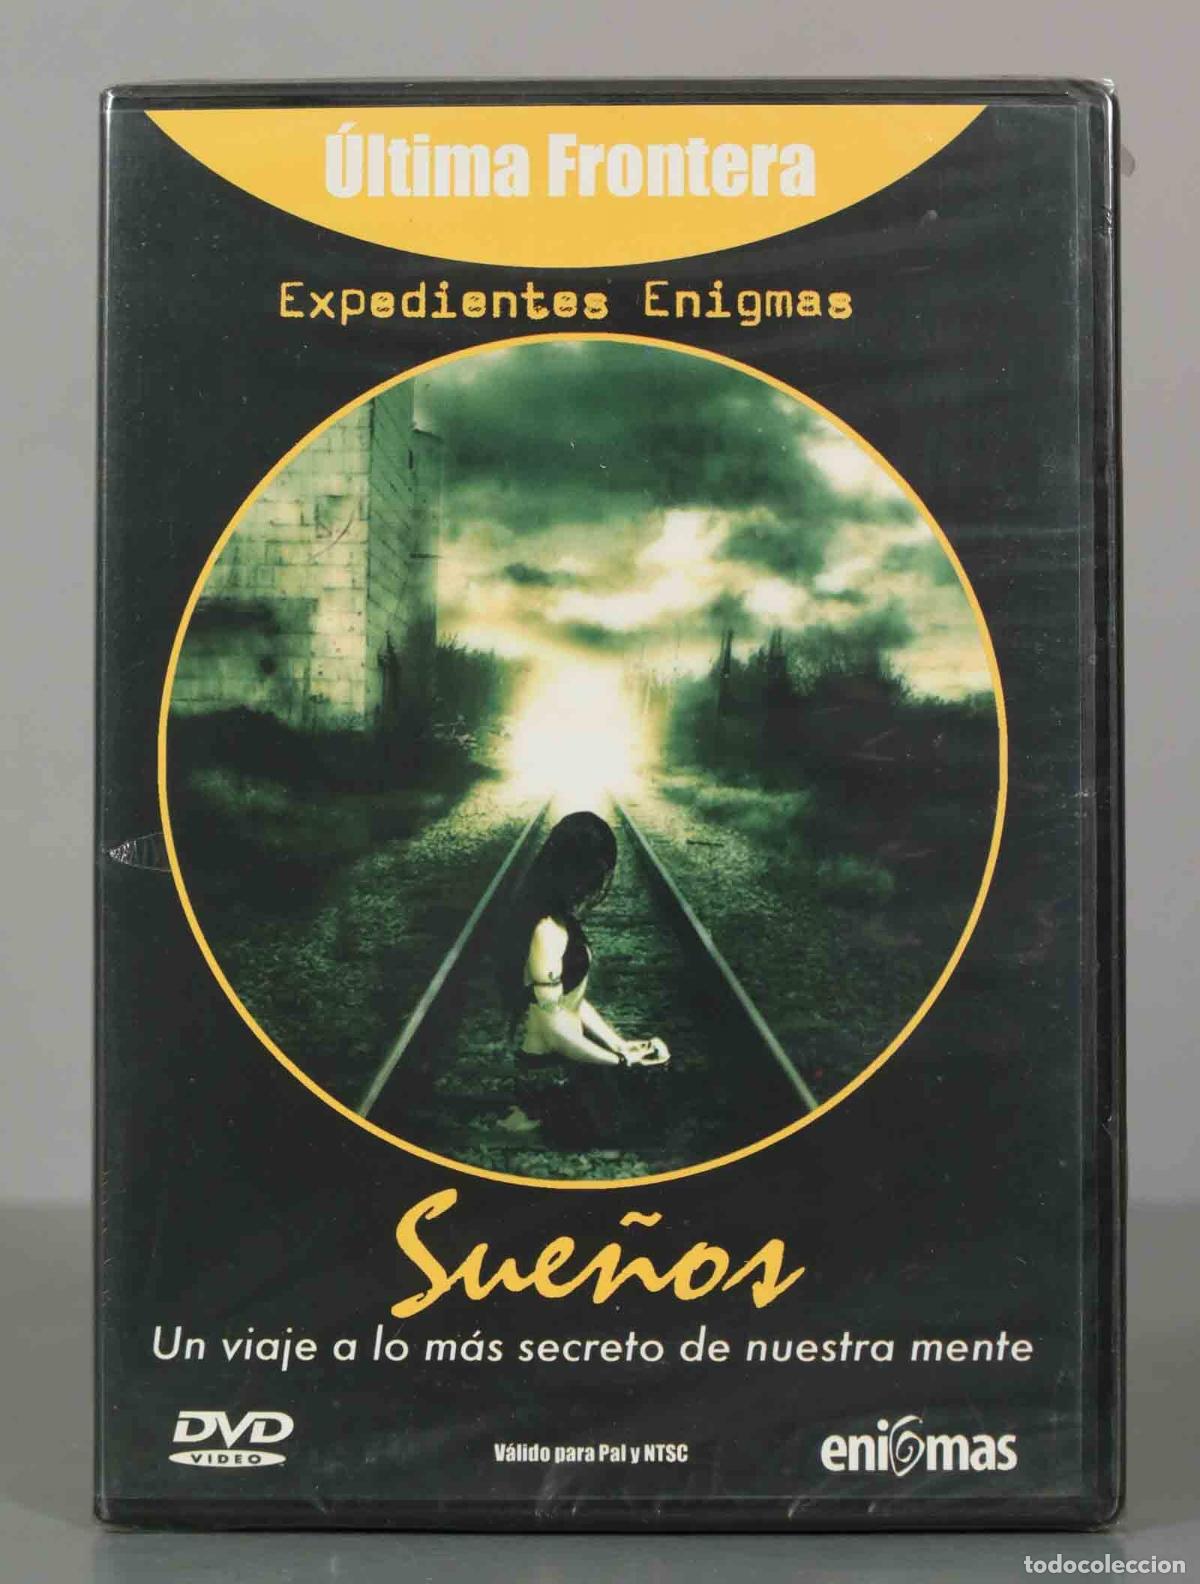 Última Frontera
Expedientes Enigmas
Sueños
Un viaje a lo más secreto de nuestra mente
DVD
VIDEO
Válido para Pal y NTSC
enigmas
todocoleccion